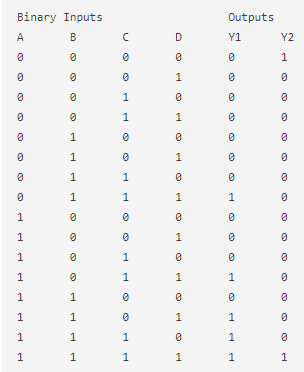 Binary Inputs Outputs
A B C D Y1 Y2
0 0 0 0 0 1
0 0 0 1 0 0
0 0 1 0 0 0
0 0 1 1 0 0
0 1 0 0 0 0
0 1 0 1 0 0
0 1 1 0 0 0
0 1 1 1 1 0
1 0 0 0 0 0
1 0 0 1 0 0
1 0 1 0 0 0
1 0 1 1 1 0
1 1 0 0 0 0
1 1 0 1 1 0
1 1 1 0 1 0
1 1 1 1 1 1